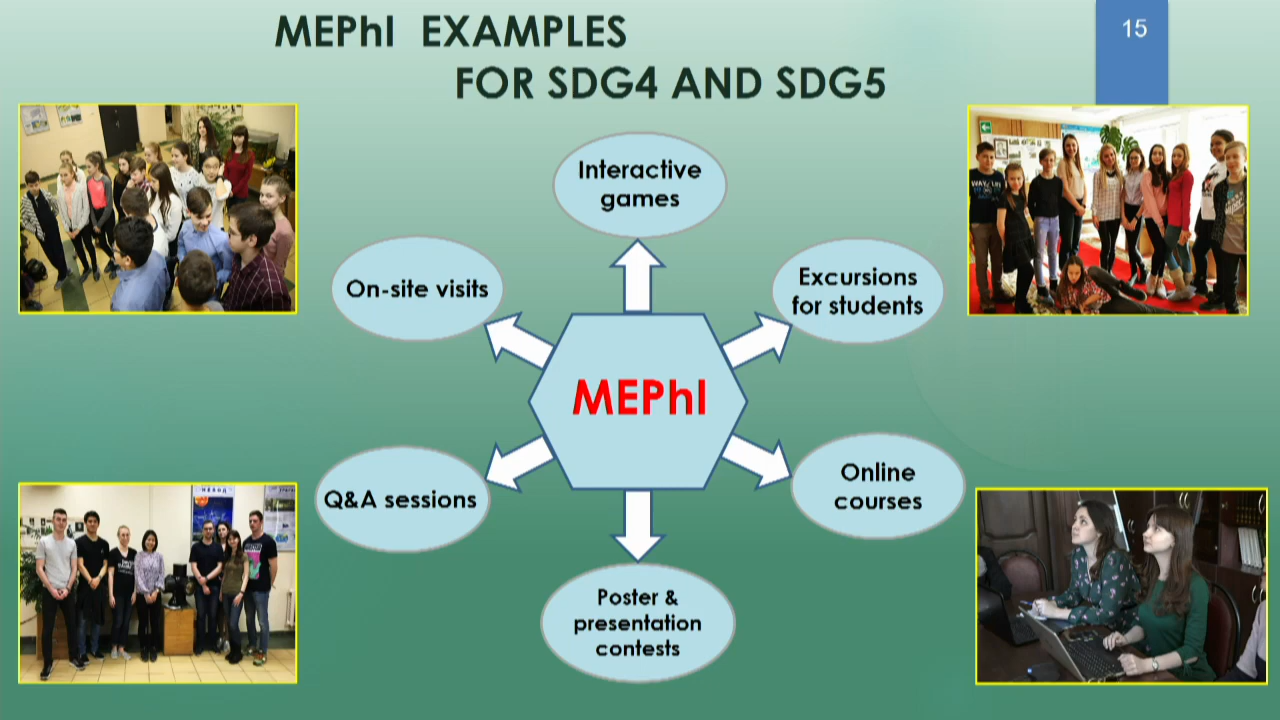 MEPhI EXAMPLES
FOR SDG4 AND SDG5
15
Interactive
games
On-site visits
Excursions
for students
MEPhI
Q&A sessions
Online
courses
Poster &
presentation
contests